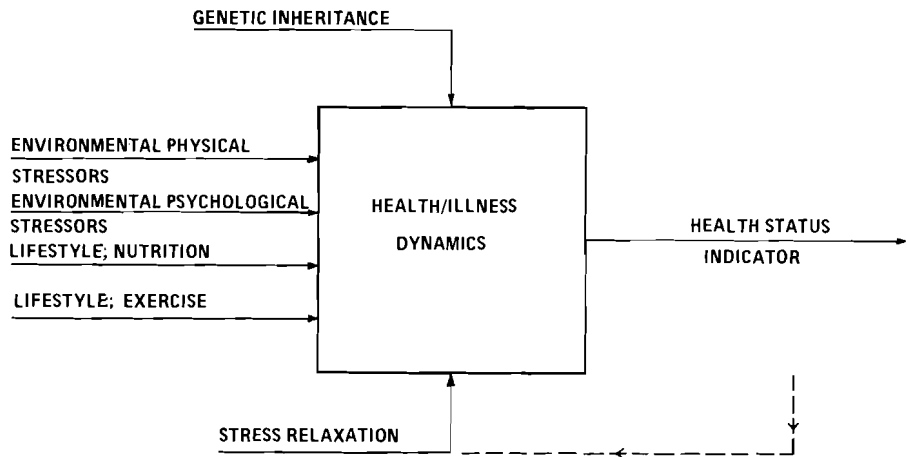 GENETIC INHERITANCE
ENVIRONMENTAL PHYSICAL
STRESSORS
ENVIRONMENTAL PSYCHOLOGICAL
STRESSORS
LIFESTYLE; NUTRITION
LIFESTYLE; EXERCISE
HEALTH/ILLNESS
DYNAMICS
HEALTH STATUS
INDICATOR
STRESS RELAXATION